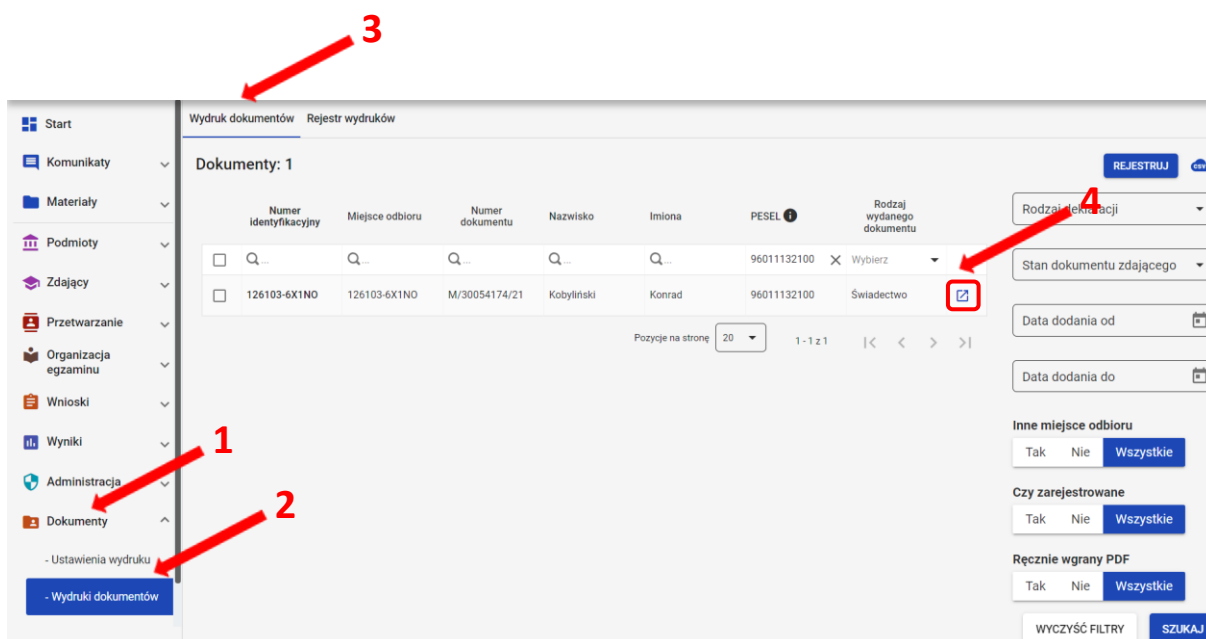 3
Start
Komunikaty
Materiały
Podmioty
Zdający
Przetwarzanie
Organizacja
egzaminu
Wnioski
Wyniki
1
Administracja
Dokumenty
2
- Ustawienia wydruku
- Wydruki dokumentów
Wydruk dokumentów Rejestr wydruków
Dokumenty: 1
REJESTRUJ CSV
Numer
identyfikacyjny
Miejsce odbioru
Numer
dokumentu
Nazwisko
Imiona
PESEL
Rodzaj
wydanego
dokumentu
... ... ... ... ... 96011132100 Wybierz
126103-6X1NO 126103-6X1NO M/30054174/21 Kobyliński Konrad 96011132100 Świadectwo
Pozycje na stronę 20 1 - 1 z 1
4
Rodzaj deklaracji
Stan dokumentu zdającego
Data dodania od
Data dodania do
Inne miejsce odbioru
Tak Nie Wszystkie
Czy zarejestrowane
Tak Nie Wszystkie
Ręcznie wgrany PDF
Tak Nie Wszystkie
WYCZYŚĆ FILTRY SZUKAJ